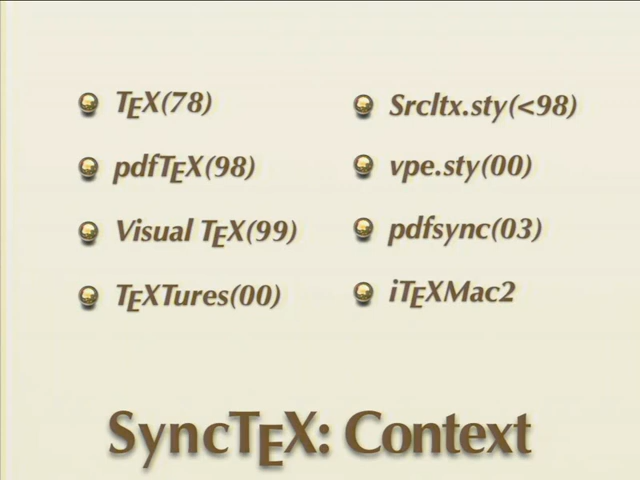 TEX(78)
pdfTEX(98)
Visual TEX(99)
TEXTures(00)
Srcltx.sty(<98)
vpe.sty(00)
pdfsync(03)
iTEXMac2
SyncTEX: Context